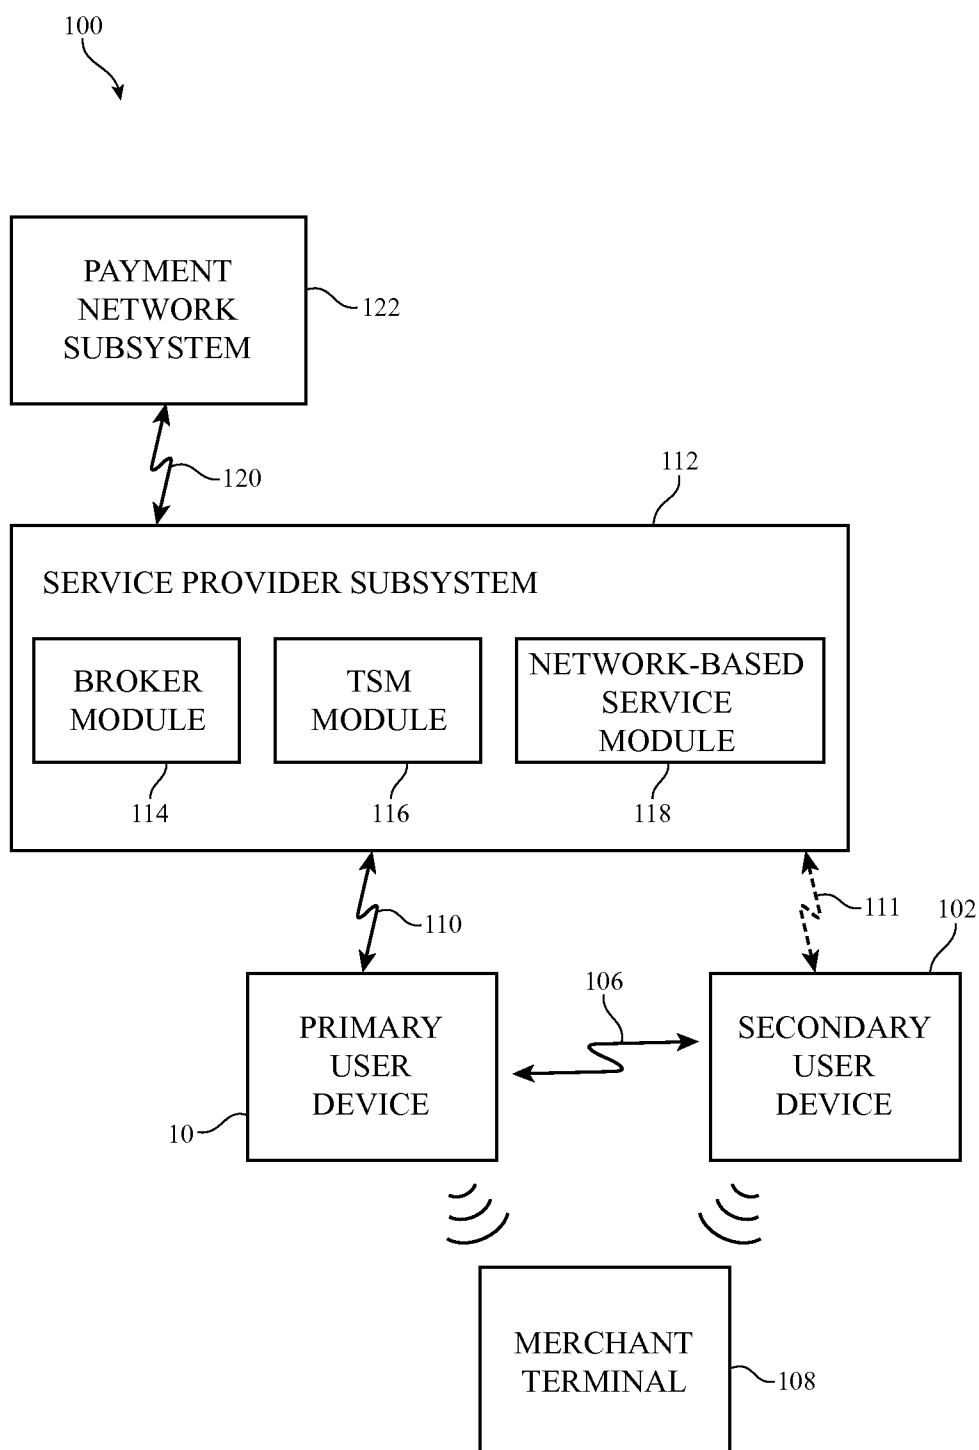 100
PAYMENT
NETWORK
SUBSYSTEM
122
120
112
SERVICE PROVIDER SUBSYSTEM
BROKER
MODULE
TSM
MODULE
NETWORK-BASED
SERVICE
MODULE
114
116
118
110
111
102
106
PRIMARY
USER
DEVICE
SECONDARY
USER
DEVICE
10
MERCHANT
TERMINAL
108